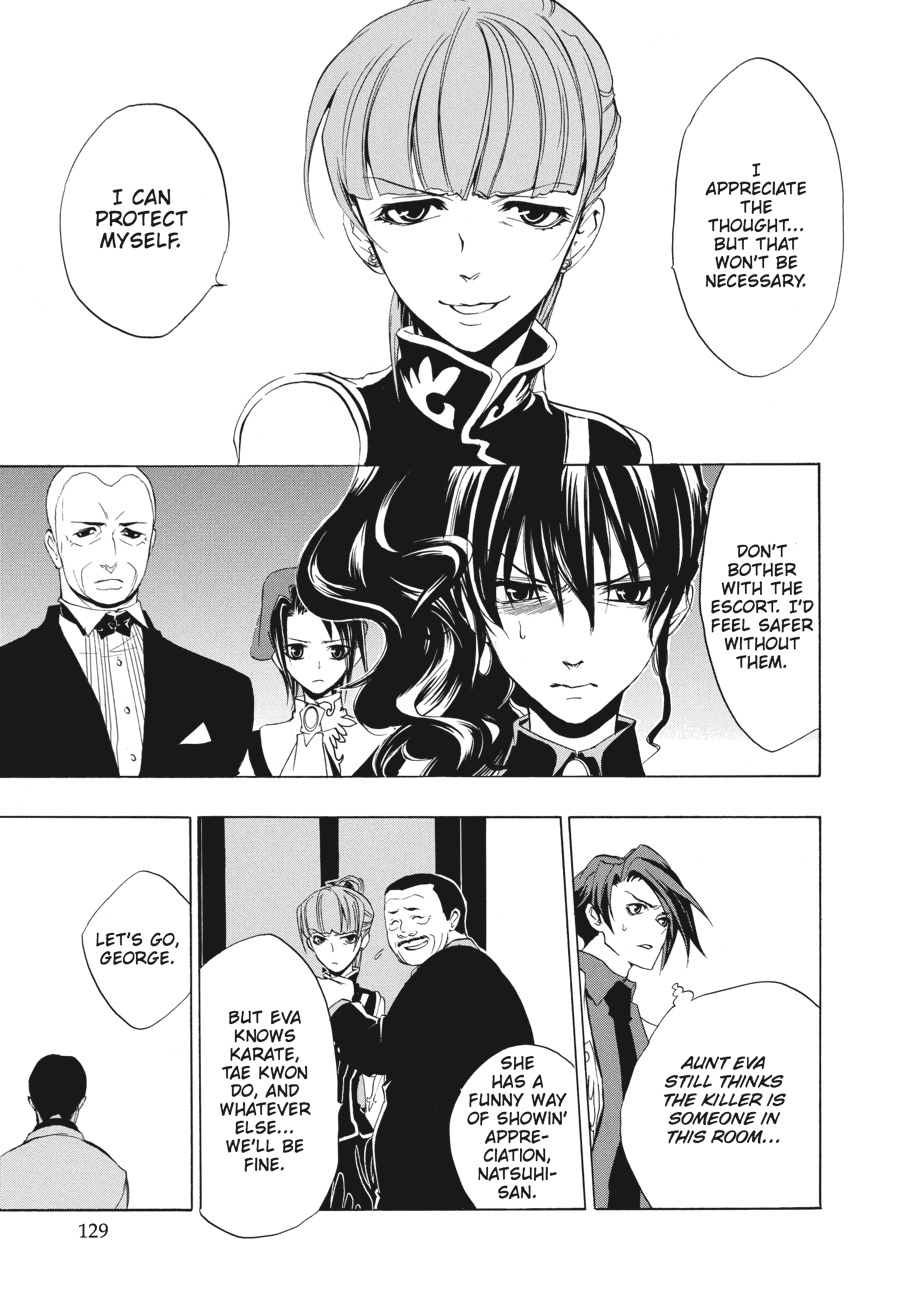 I
APPRECIATE
THE
THOUGHT...
BUT THAT
WON'T BE
NECESSARY.
I CAN
PROTECT
MYSELF.
DON'T
BOTHER
WITH THE
ESCORT. I'D
FEEL SAFER
WITHOUT
THEM.
AUNT EVA
STILL THINKS
THE KILLER IS
SOMEONE IN
THIS ROOM...
SHE
HAS A
FUNNY WAY
OF SHOWIN'
APPRE-
CIATION,
NATSUHI-
SAN.
BUT EVA
KNOWS
KARATE,
TAE KWON
DO, AND
WHATEVER
ELSE...
WE'LL BE
FINE.
LET'S GO,
GEORGE.
129